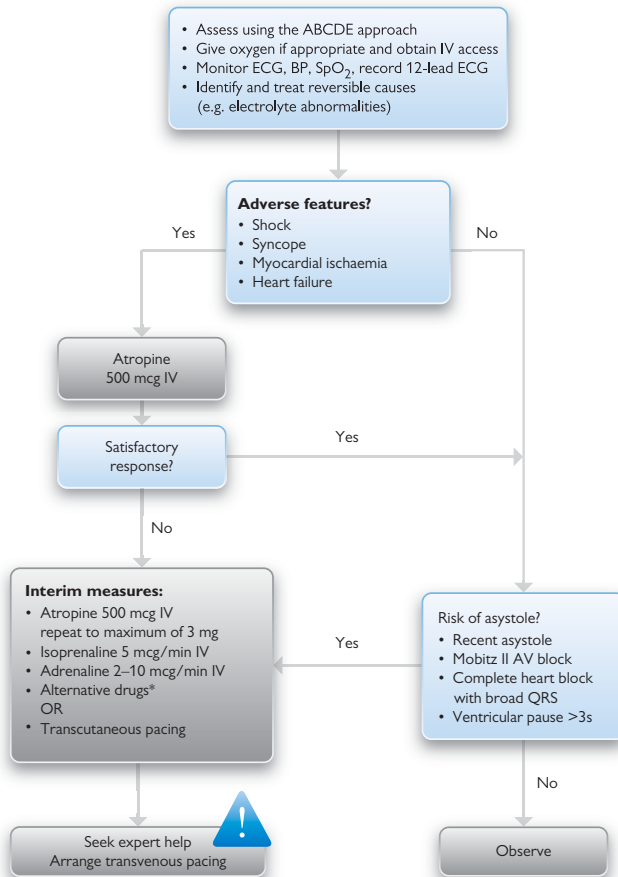 • Assess using the ABCDE approach
• Give oxygen if appropriate and obtain IV access
• Monitor ECG, BP, SpO₂, record 12-lead ECG
• Identify and treat reversible causes
(e.g. electrolyte abnormalities)
Adverse features?
• Shock
• Syncope
• Myocardial ischaemia
• Heart failure
Yes
No
Atropine
500 mcg IV
Satisfactory
response?
Yes
No
Interim measures:
• Atropine 500 mcg IV
repeat to maximum of 3 mg
• Isoprenaline 5 mcg/min IV
• Adrenaline 2–10 mcg/min IV
• Alternative drugs*
OR
• Transcutaneous pacing
Yes
Risk of asystole?
• Recent asystole
• Mobitz II AV block
• Complete heart block
with broad QRS
• Ventricular pause >3s
No
!
Seek expert help
Arrange transvenous pacing
Observe